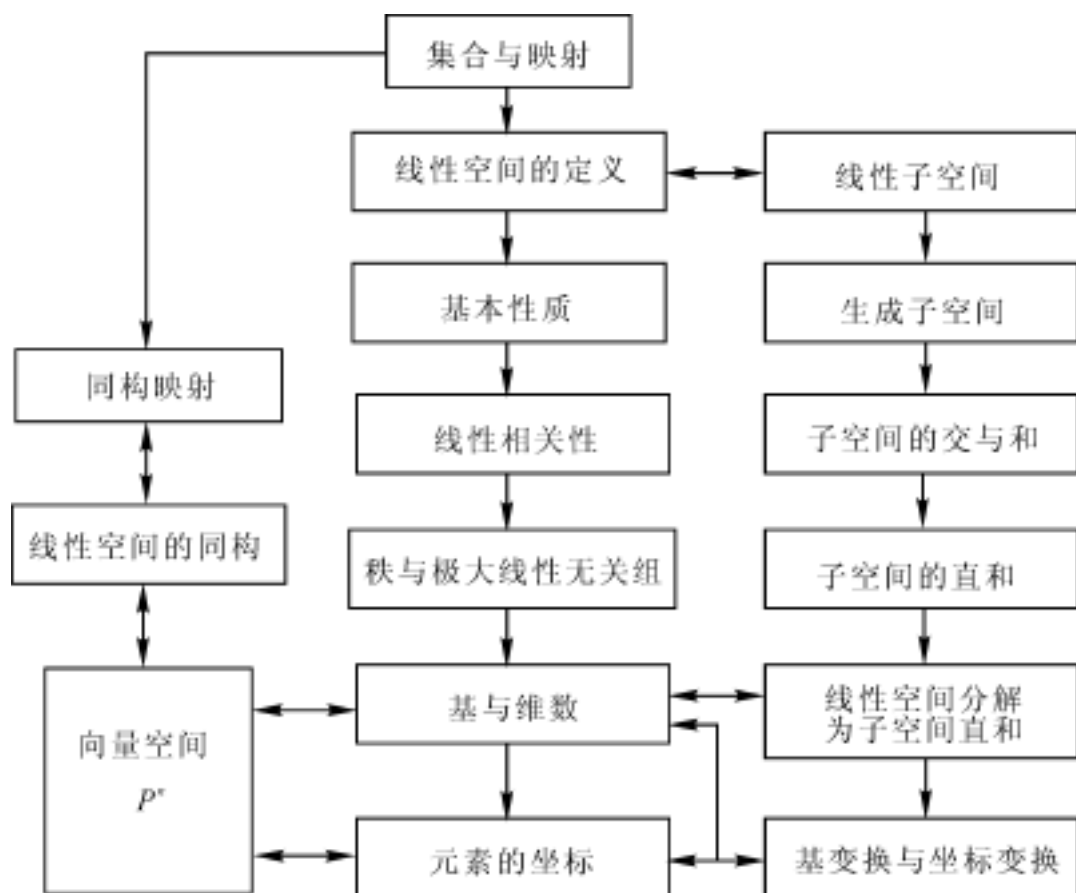 集合与映射
线性空间的定义
线性子空间
基本性质
生成子空间
同构映射
线性相关性
子空间的交与和
线性空间的同构
秩与极大线性无关组
子空间的直和
向量空间
Pⁿ
基与维数
线性空间分解
为子空间直和
元素的坐标
基变换与坐标变换